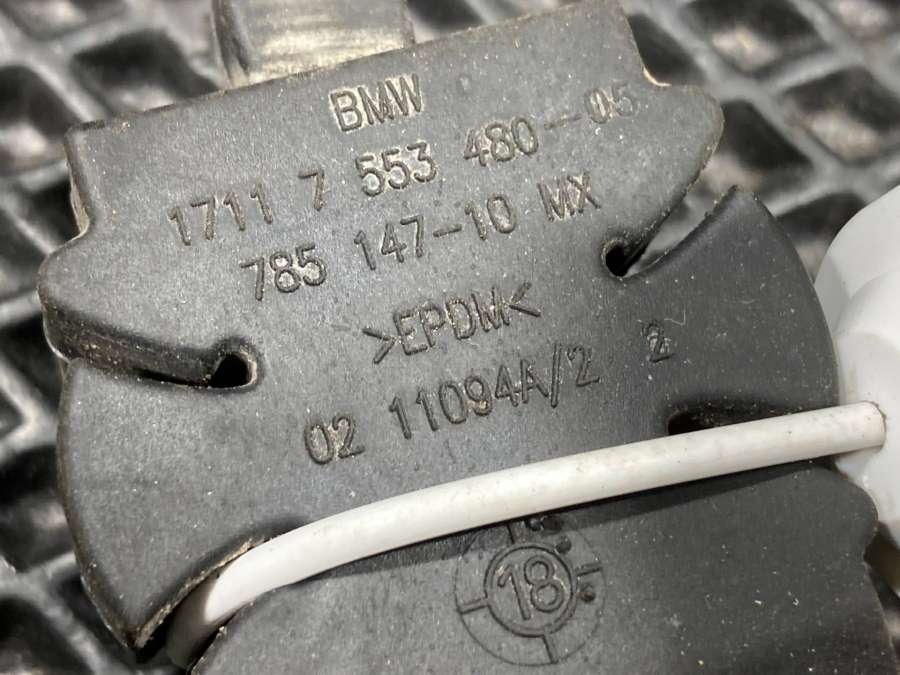 BMW
1711 7 553 480-05
785 147-10 MX
>EPDM<
02 11094A/2 2
18